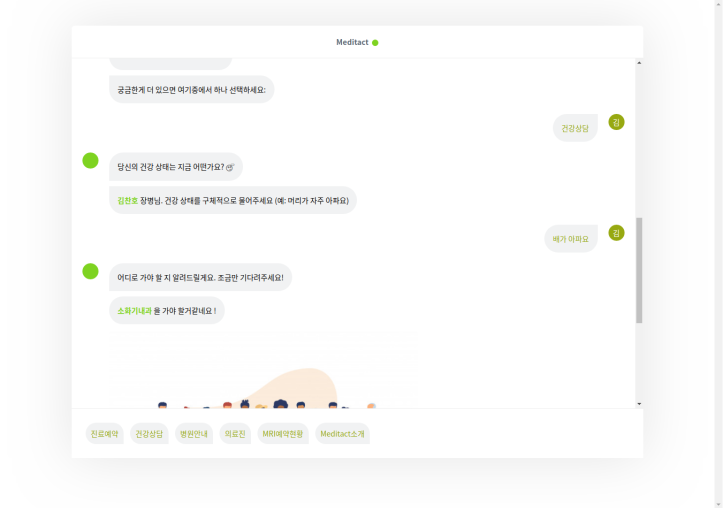 Meditact
궁금한게 더 있으면 여기중에서 하나 선택하세요:
건강상담
김
당신의 건강 상태는 지금 어떤가요?
김찬호 장병님. 건강 상태를 구체적으로 물어주세요 (예: 머리가 자주 아파요)
배가 아파요
김
어디로 가야 할 지 알려드릴게요. 조금만 기다려주세요!
소화기내과 을 가야 할거같네요 !
진료예약 건강상담 병원안내 의료진 MRI예약현황 Meditact소개